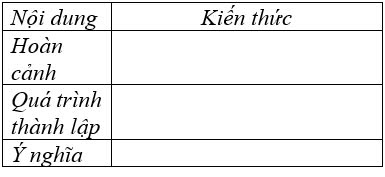 Nội dung Kiến thức
Hoàn
cảnh
Quá trình
thành lập
Ý nghĩa